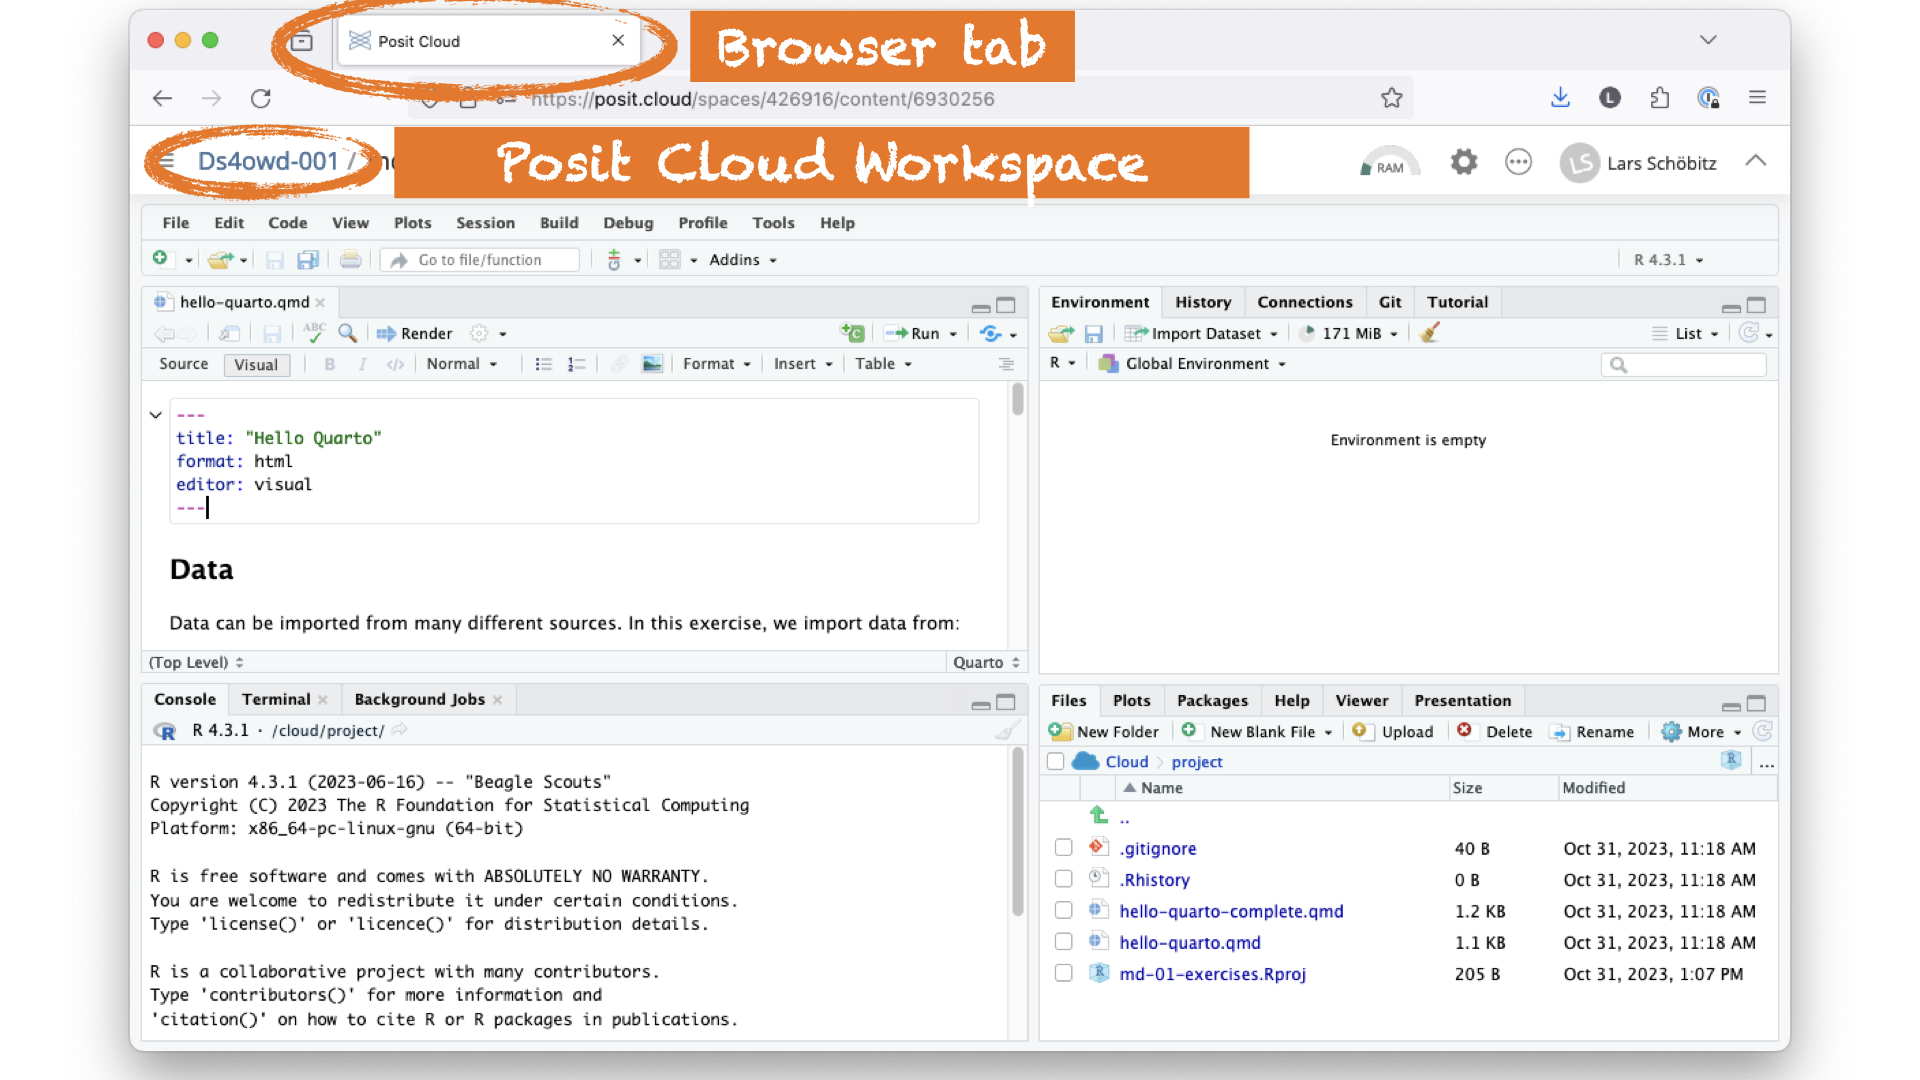 Posit Cloud
Browser tab
https://posit.cloud/spaces/426916/content/6930256
Ds4owd-001 /
Posit Cloud Workspace
RAM
LS Lars Schöbitz
File Edit Code View Plots Session Build Debug Profile Tools Help
Go to file/function
Addins
R 4.3.1
hello-quarto.qmd
ABC
Render
Run
Source Visual B I </> Normal Format Insert Table
---
title: "Hello Quarto"
format: html
editor: visual
---
Data
Data can be imported from many different sources. In this exercise, we import data from:
(Top Level) Quarto
Environment History Connections Git Tutorial
Import Dataset 171 MiB List
R Global Environment
Environment is empty
Console Terminal Background Jobs
R 4.3.1 · /cloud/project/
R version 4.3.1 (2023-06-16) -- "Beagle Scouts"
Copyright (C) 2023 The R Foundation for Statistical Computing
Platform: x86_64-pc-linux-gnu (64-bit)
R is free software and comes with ABSOLUTELY NO WARRANTY.
You are welcome to redistribute it under certain conditions.
Type 'license()' or 'licence()' for distribution details.
R is a collaborative project with many contributors.
Type 'contributors()' for more information and
'citation()' on how to cite R or R packages in publications.
Files Plots Packages Help Viewer Presentation
New Folder New Blank File Upload Delete Rename More
Cloud project ...
Name Size Modified
..
.gitignore 40 B Oct 31, 2023, 11:18 AM
.Rhistory 0 B Oct 31, 2023, 11:18 AM
hello-quarto-complete.qmd 1.2 KB Oct 31, 2023, 11:18 AM
hello-quarto.qmd 1.1 KB Oct 31, 2023, 11:18 AM
md-01-exercises.Rproj 205 B Oct 31, 2023, 1:07 PM